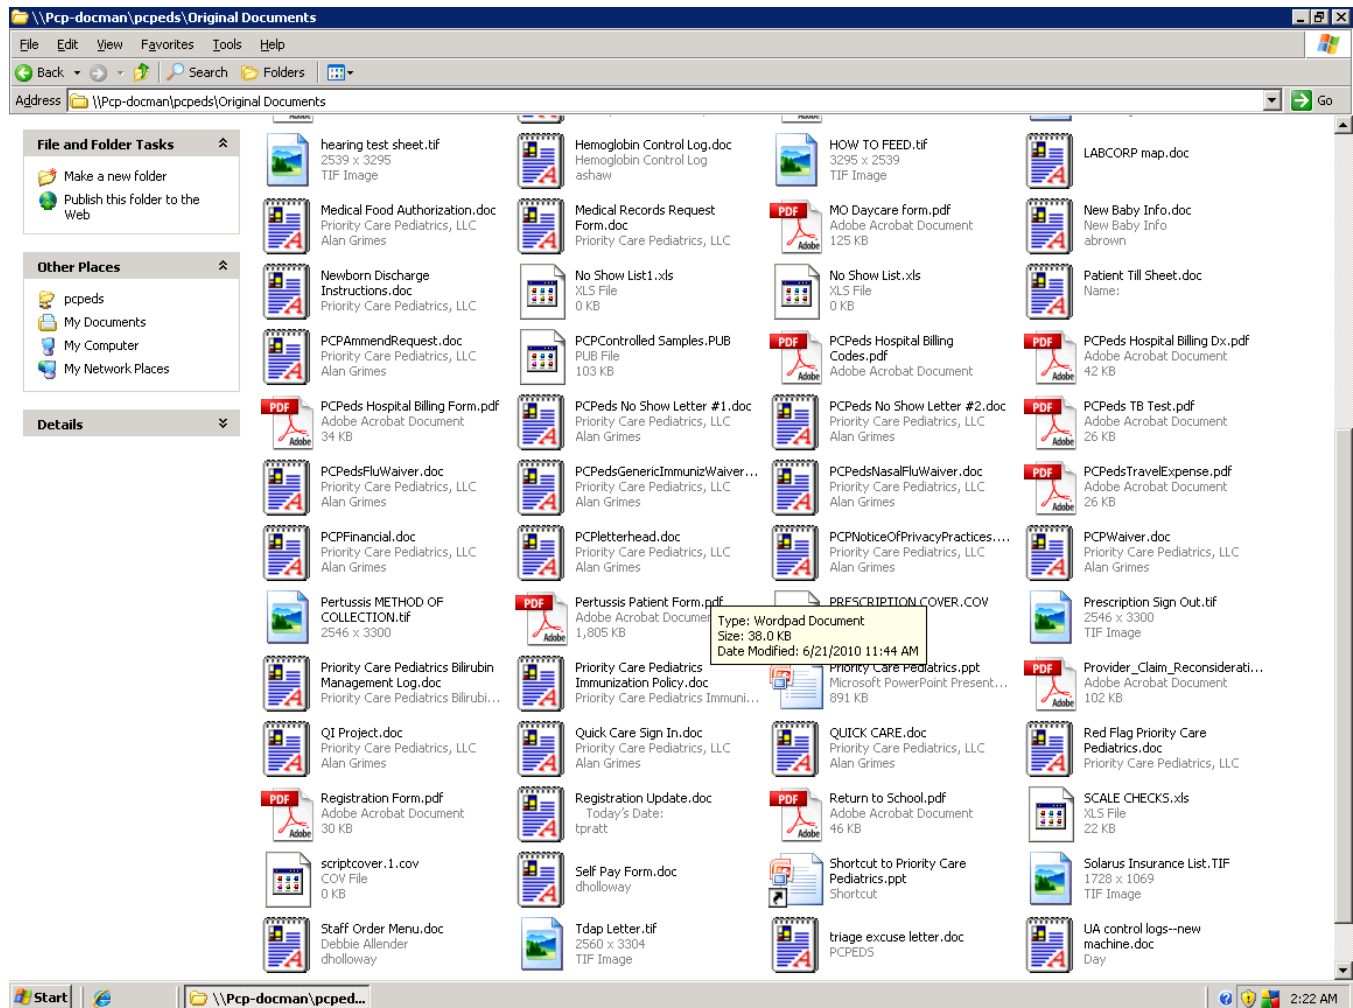 \\Pcp-docman\pcpeds\Original Documents
File Edit View Favorites Tools Help
Back Search Folders
Address \\Pcp-docman\pcpeds\Original Documents Go
File and Folder Tasks
Make a new folder
Publish this folder to the
Web
Other Places
pcpeds
My Documents
My Computer
My Network Places
Details
hearing test sheet.tif
2539 x 3295
TIF Image
Hemoglobin Control Log.doc
Hemoglobin Control Log
ashaw
HOW TO FEED.tif
3295 x 2539
TIF Image
LABCORP map.doc
Medical Food Authorization.doc
Priority Care Pediatrics, LLC
Alan Grimes
Medical Records Request
Form.doc
Priority Care Pediatrics, LLC
MO Daycare form.pdf
Adobe Acrobat Document
125 KB
New Baby Info.doc
New Baby Info
abrown
Newborn Discharge
Instructions.doc
Priority Care Pediatrics, LLC
No Show List1.xls
XLS File
0 KB
No Show List.xls
XLS File
0 KB
Patient Till Sheet.doc
Name:
PCPAmmendRequest.doc
Priority Care Pediatrics, LLC
Alan Grimes
PCPControlled Samples.PUB
PUB File
103 KB
PCPeds Hospital Billing
Codes.pdf
Adobe Acrobat Document
PCPeds Hospital Billing Dx.pdf
Adobe Acrobat Document
42 KB
PCPeds Hospital Billing Form.pdf
Adobe Acrobat Document
34 KB
PCPeds No Show Letter #1.doc
Priority Care Pediatrics, LLC
Alan Grimes
PCPeds No Show Letter #2.doc
Priority Care Pediatrics, LLC
Alan Grimes
PCPeds TB Test.pdf
Adobe Acrobat Document
26 KB
PCPedsFluWaiver.doc
Priority Care Pediatrics, LLC
Alan Grimes
PCPedsGenericImmunizWaiver...
Priority Care Pediatrics, LLC
Alan Grimes
PCPedsNasalFluWaiver.doc
Priority Care Pediatrics, LLC
Alan Grimes
PCPedsTravelExpense.pdf
Adobe Acrobat Document
26 KB
PCPFinancial.doc
Priority Care Pediatrics, LLC
Alan Grimes
PCPletterhead.doc
Priority Care Pediatrics, LLC
Alan Grimes
PCPNoticeOfPrivacyPractices....
Priority Care Pediatrics, LLC
Alan Grimes
PCPWaiver.doc
Priority Care Pediatrics, LLC
Alan Grimes
Pertussis METHOD OF
COLLECTION.tif
2546 x 3300
Pertussis Patient Form.pdf
Adobe Acrobat Documen
1,805 KB
PRESCRIPTION COVER.COV
Type: Wordpad Document
Size: 38.0 KB
Date Modified: 6/21/2010 11:44 AM
Prescription Sign Out.tif
2546 x 3300
TIF Image
Priority Care Pediatrics Bilirubin
Management Log.doc
Priority Care Pediatrics Bilirubi...
Priority Care Pediatrics
Immunization Policy.doc
Priority Care Pediatrics Immuni...
Priority Care Pediatrics.ppt
Microsoft PowerPoint Present...
891 KB
Provider_Claim_Reconsiderati...
Adobe Acrobat Document
102 KB
QI Project.doc
Priority Care Pediatrics, LLC
Alan Grimes
Quick Care Sign In.doc
Priority Care Pediatrics, LLC
Alan Grimes
QUICK CARE.doc
Priority Care Pediatrics, LLC
Alan Grimes
Red Flag Priority Care
Pediatrics.doc
Priority Care Pediatrics, LLC
Registration Form.pdf
Adobe Acrobat Document
30 KB
Registration Update.doc
Today's Date:
tpratt
Return to School.pdf
Adobe Acrobat Document
46 KB
SCALE CHECKS.xls
XLS File
22 KB
scriptcover.1.cov
COV File
0 KB
Self Pay Form.doc
dholloway
Shortcut to Priority Care
Pediatrics.ppt
Shortcut
Solarus Insurance List.TIF
1728 x 1069
TIF Image
Staff Order Menu.doc
Debbie Allender
dholloway
Tdap Letter.tif
2560 x 3304
TIF Image
triage excuse letter.doc
PCPEDS
UA control logs--new
machine.doc
Day
Start \\Pcp-docman\pcped... 2:22 AM